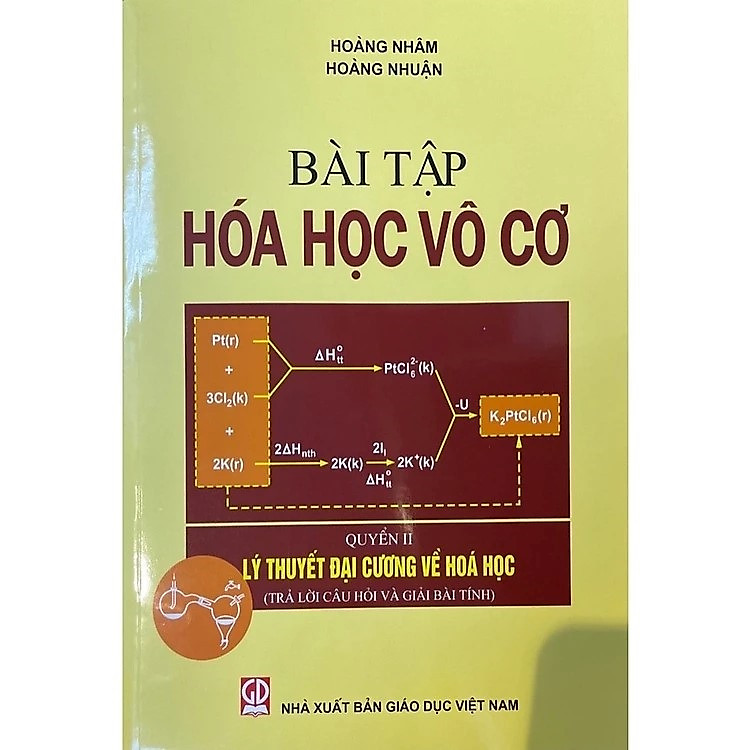 HOÀNG NHÂM
HOÀNG NHUẬN
BÀI TẬP
HÓA HỌC VÔ CƠ
Pt(r)
+
3Cl₂(k)
+
2K(r)
ΔH°tt
PtCl₆²⁻(k)
-U
K₂PtCl₆(r)
2ΔHnth
2K(k)
2I₁
ΔH°tt
2K⁺(k)
QUYỂN II
LÝ THUYẾT ĐẠI CƯƠNG VỀ HOÁ HỌC
(TRẢ LỜI CÂU HỎI VÀ GIẢI BÀI TÍNH)
GD
NHÀ XUẤT BẢN GIÁO DỤC VIỆT NAM